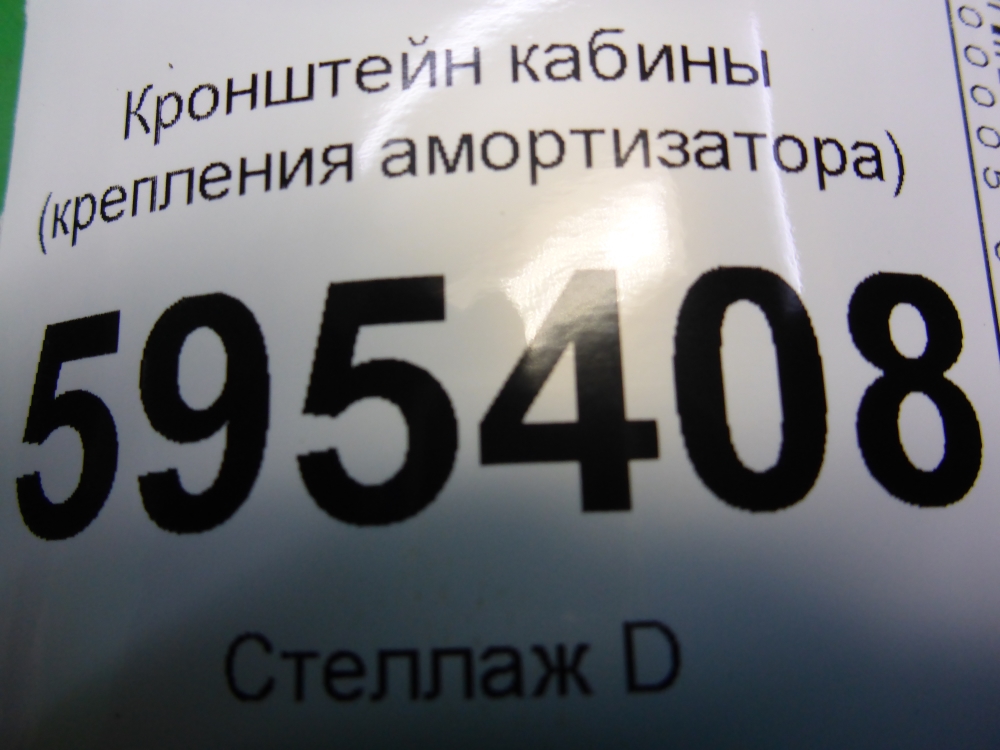 Кронштейн кабины
(крепления амортизатора)
595408
Стеллаж D